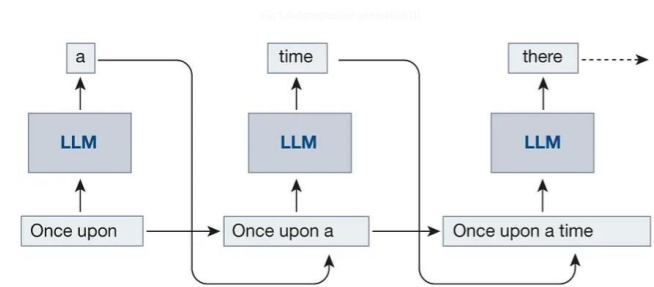 a
time
there
LLM
LLM
LLM
Once upon
Once upon a
Once upon a time